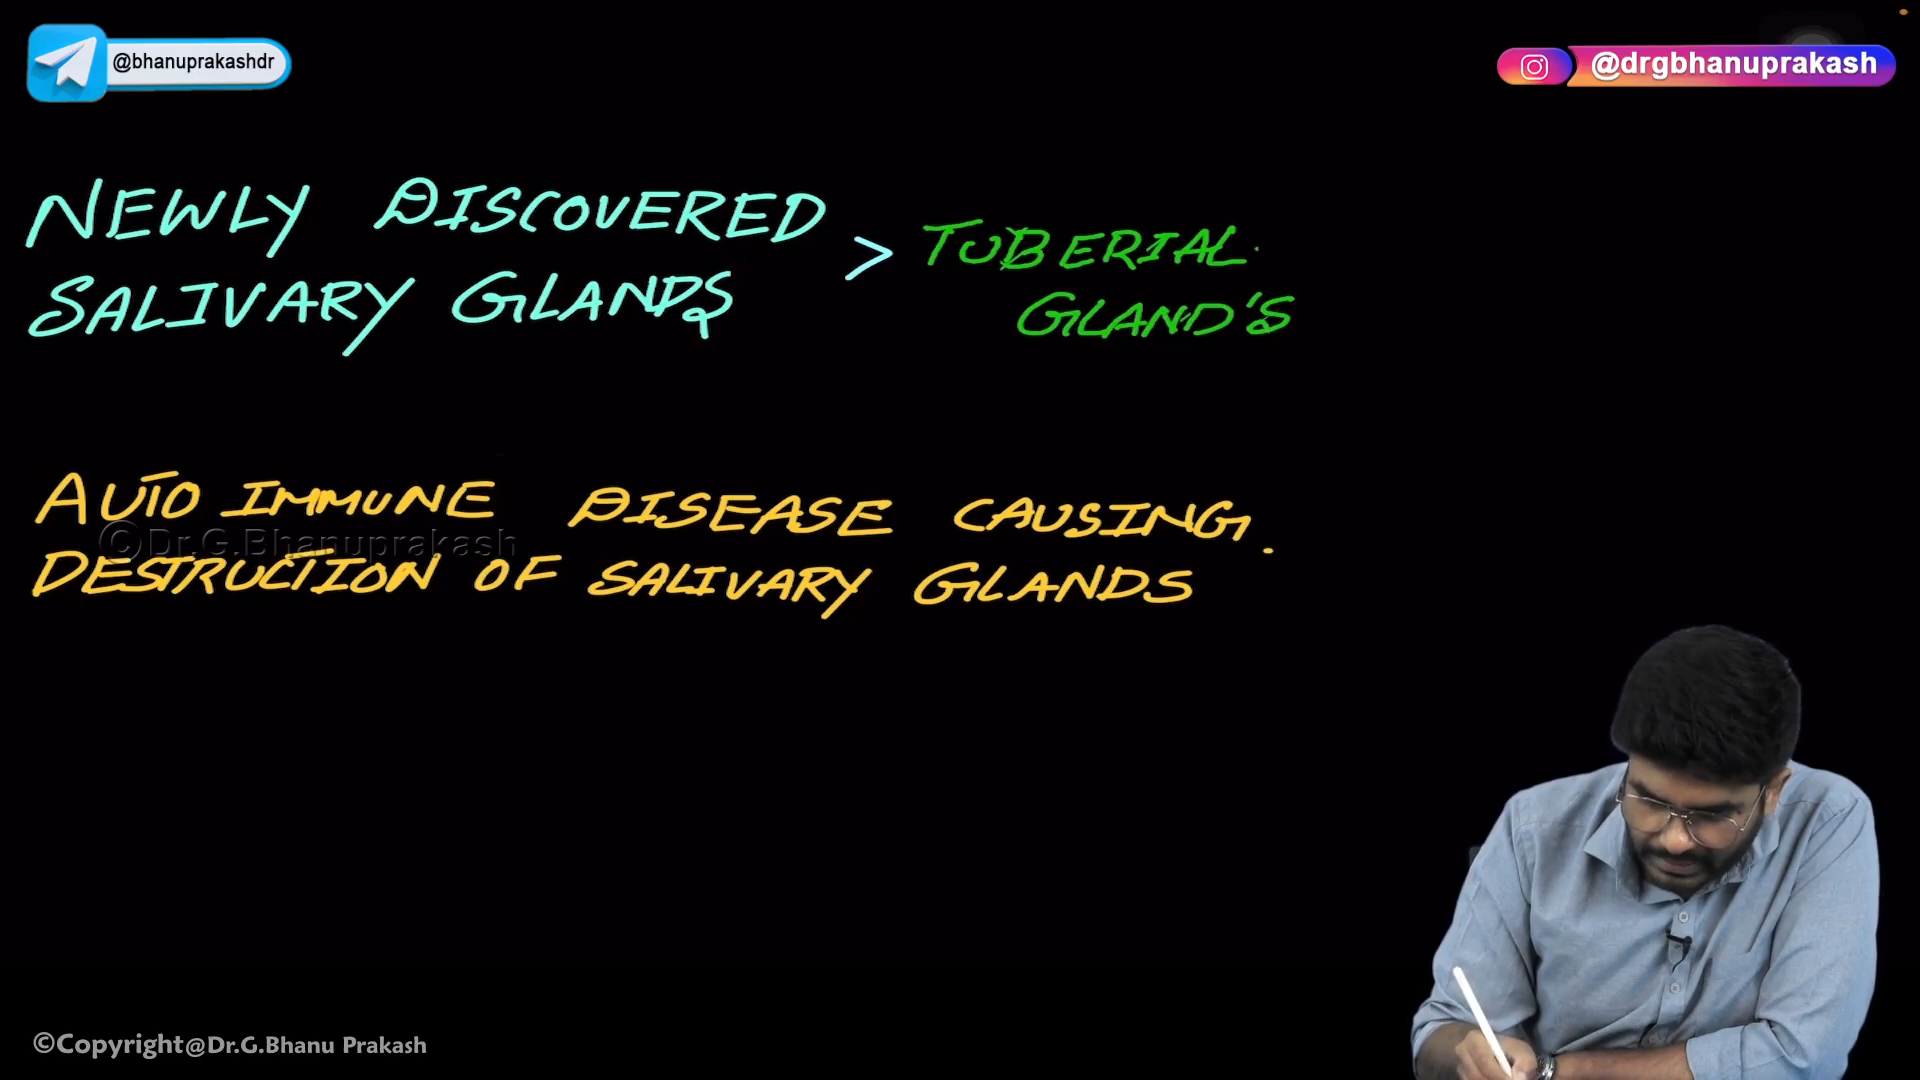 @bhanuprakashdr
@drgbhanuprakash
NEWLY DISCOVERED
SALIVARY GLANDS
> TUBERIAL
GLAND'S
AUTO IMMUNE DISEASE CAUSING
DESTRUCTION OF SALIVARY GLANDS
©Dr.G.Bhanuprakash
©Copyright@Dr.G.Bhanu Prakash